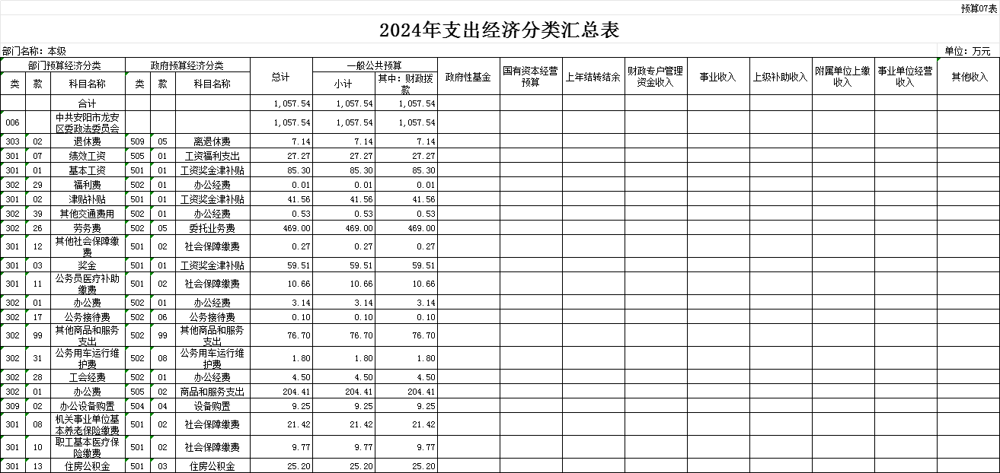 预算07表
2024年支出经济分类汇总表
部门名称：本级 单位：万元
部门预算经济分类 政府预算经济分类 总计 一般公共预算 政府性基金 国有资本经营预算 上年结转结余 财政专户管理资金收入 事业收入 上级补助收入 附属单位上缴收入 事业单位经营收入 其他收入
类 款 科目名称 类 款 科目名称 小计 其中：财政拨款
合计 1,057.54 1,057.54 1,057.54
006 中共安阳市龙安区委政法委员会 1,057.54 1,057.54 1,057.54
303 02 退休费 509 05 离退休费 7.14 7.14 7.14
301 07 绩效工资 505 01 工资福利支出 27.27 27.27 27.27
301 01 基本工资 501 01 工资奖金津补贴 85.30 85.30 85.30
302 29 福利费 502 01 办公经费 0.01 0.01 0.01
301 02 津贴补贴 501 01 工资奖金津补贴 41.56 41.56 41.56
302 39 其他交通费用 502 01 办公经费 0.53 0.53 0.53
302 26 劳务费 502 05 委托业务费 469.00 469.00 469.00
301 12 其他社会保障缴费 501 02 社会保障缴费 0.27 0.27 0.27
301 03 奖金 501 01 工资奖金津补贴 59.51 59.51 59.51
301 11 公务员医疗补助缴费 501 02 社会保障缴费 10.66 10.66 10.66
302 01 办公费 502 01 办公经费 3.14 3.14 3.14
302 17 公务接待费 502 06 公务接待费 0.10 0.10 0.10
302 99 其他商品和服务支出 502 99 其他商品和服务支出 76.70 76.70 76.70
302 31 公务用车运行维护费 502 08 公务用车运行维护费 1.80 1.80 1.80
302 28 工会经费 502 01 办公经费 4.50 4.50 4.50
302 01 办公费 505 02 商品和服务支出 204.41 204.41 204.41
309 02 办公设备购置 504 04 设备购置 9.25 9.25 9.25
301 08 机关事业单位基本养老保险缴费 501 02 社会保障缴费 21.42 21.42 21.42
301 10 职工基本医疗保险缴费 501 02 社会保障缴费 9.77 9.77 9.77
301 13 住房公积金 501 03 住房公积金 25.20 25.20 25.20